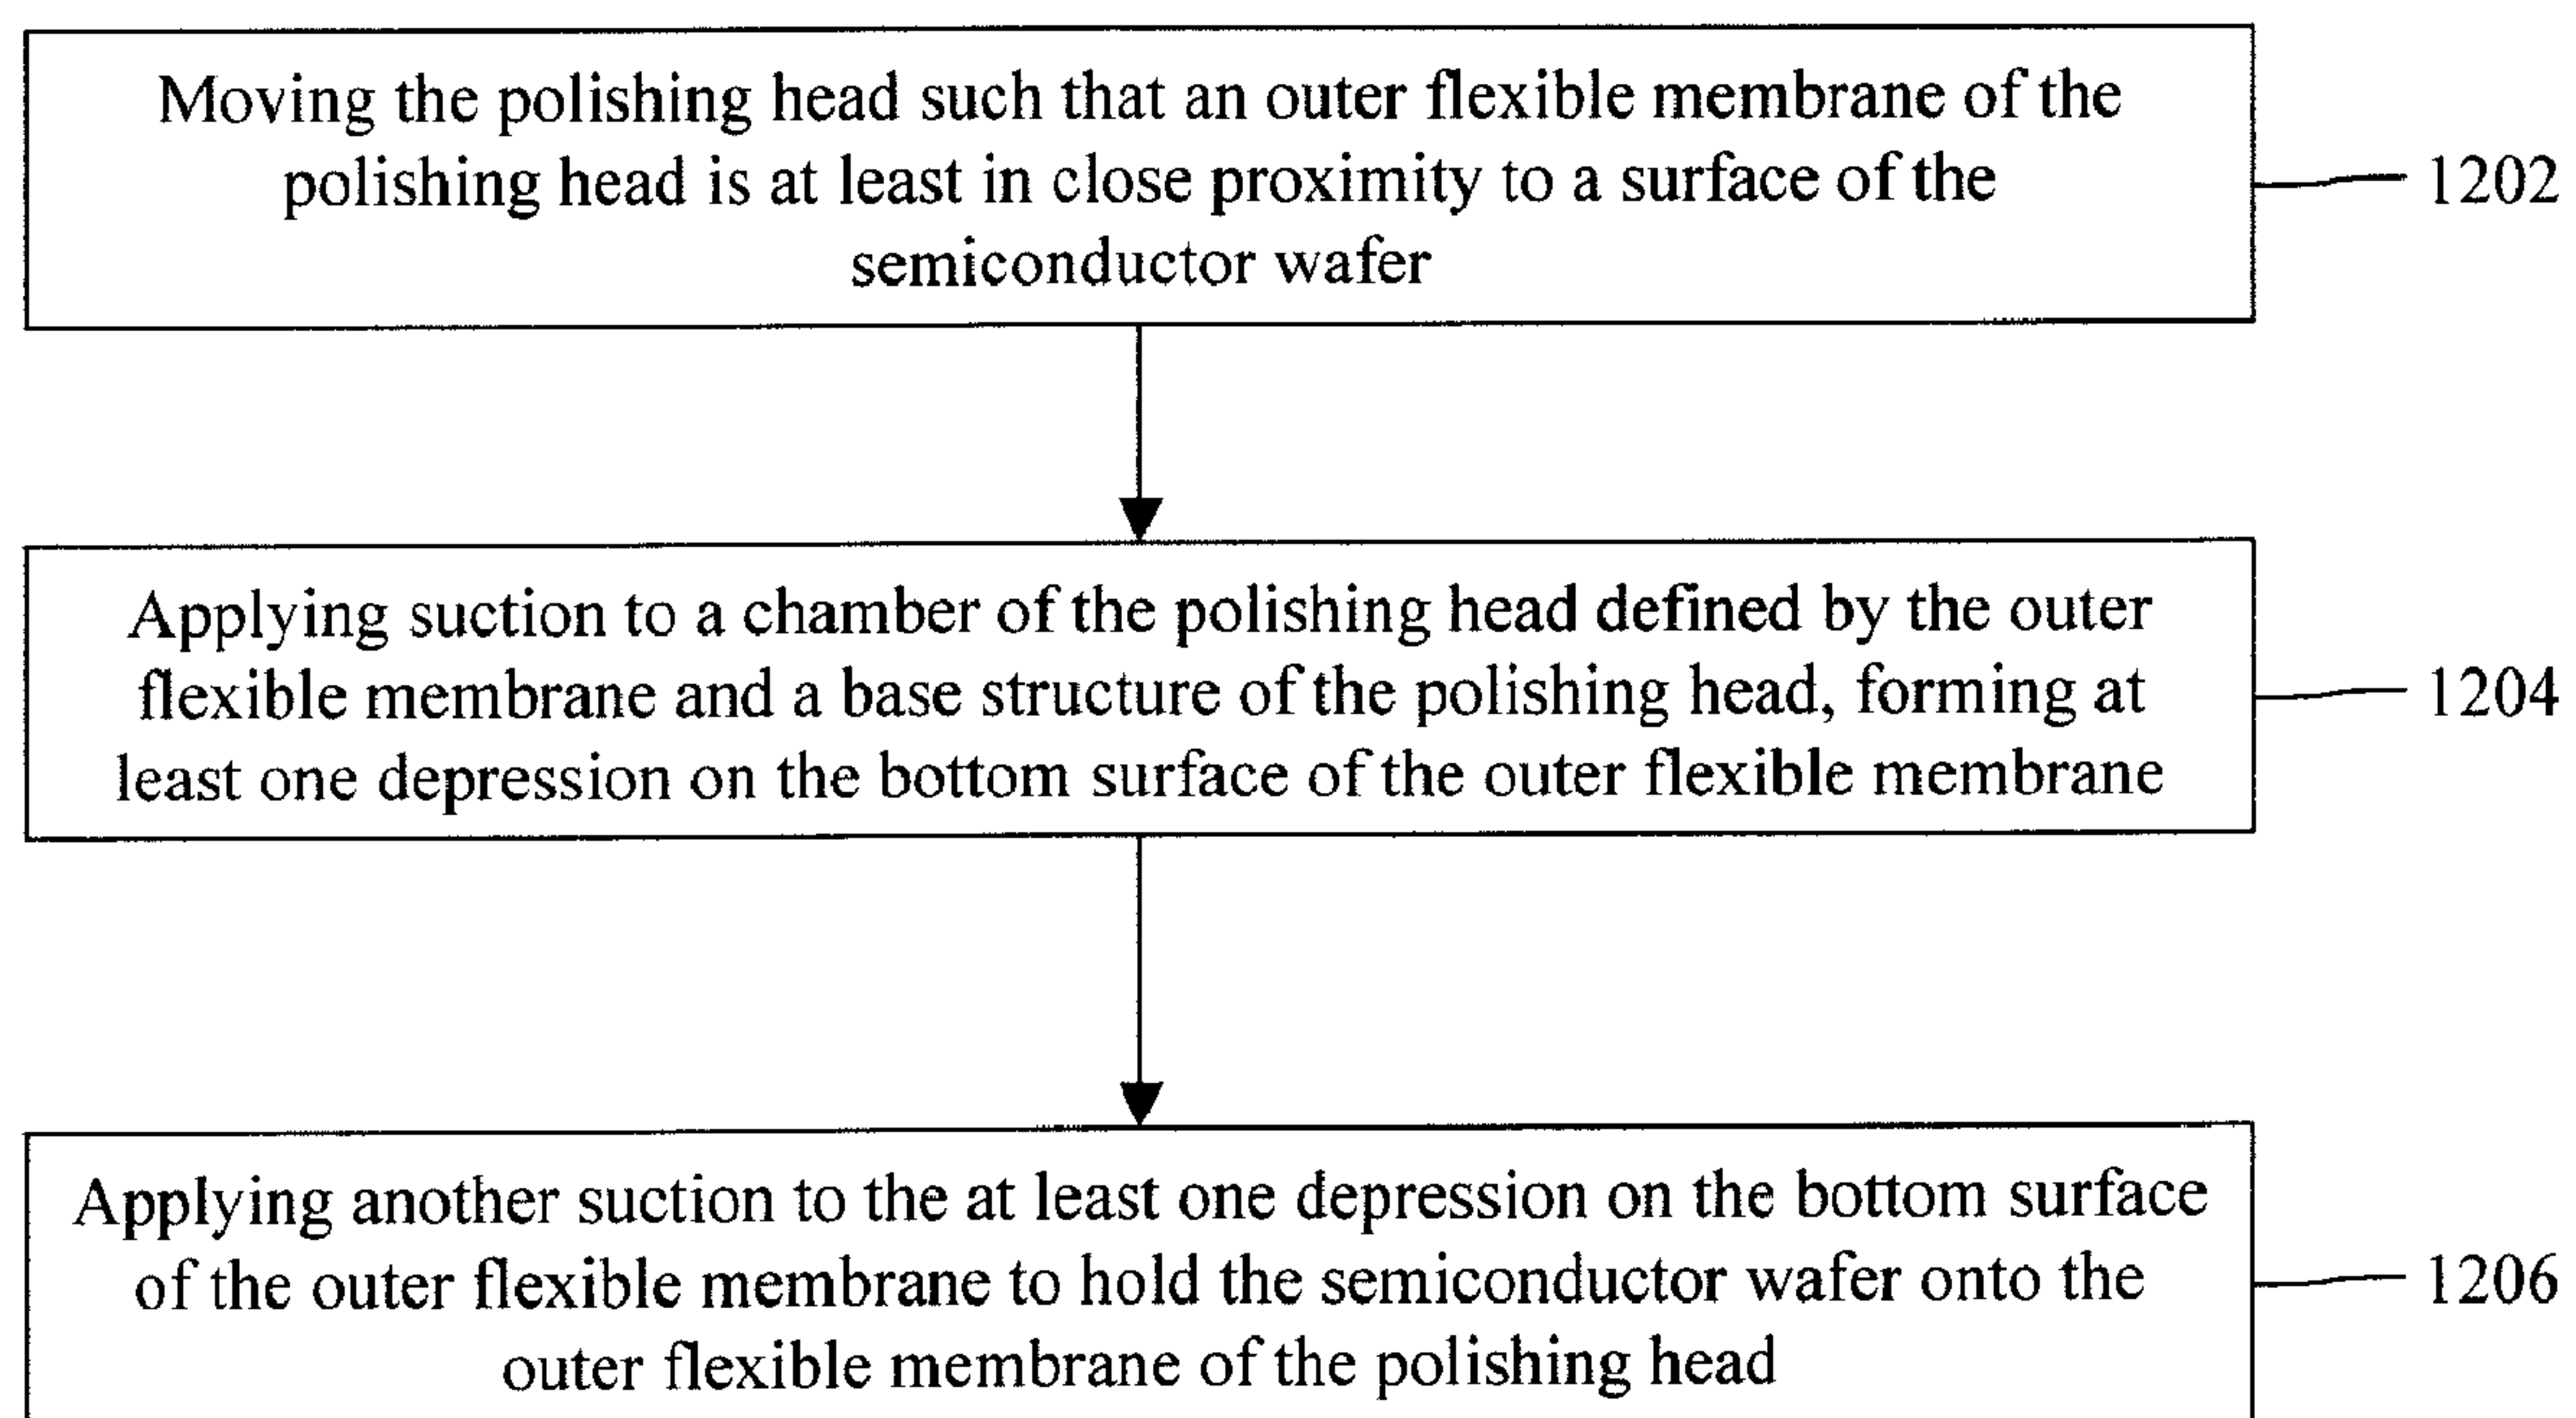 Moving the polishing head such that an outer flexible membrane of the
polishing head is at least in close proximity to a surface of the
semiconductor wafer
1202
Applying suction to a chamber of the polishing head defined by the outer
flexible membrane and a base structure of the polishing head, forming at
least one depression on the bottom surface of the outer flexible membrane
1204
Applying another suction to the at least one depression on the bottom surface
of the outer flexible membrane to hold the semiconductor wafer onto the
outer flexible membrane of the polishing head
1206